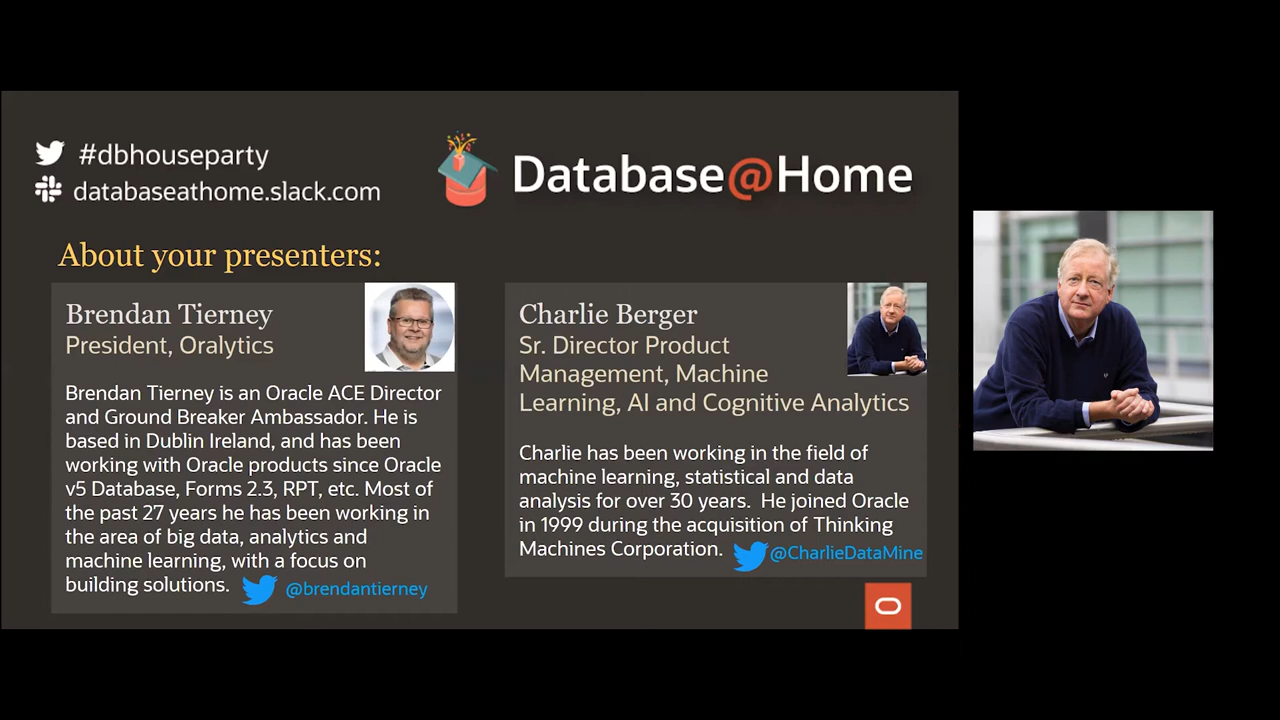 #dbhouseparty
databaseathome.slack.com
Database@Home
About your presenters:
Brendan Tierney
President, Oralytics
Brendan Tierney is an Oracle ACE Director
and Ground Breaker Ambassador. He is
based in Dublin Ireland, and has been
working with Oracle products since Oracle
v5 Database, Forms 2.3, RPT, etc. Most of
the past 27 years he has been working in
the area of big data, analytics and
machine learning, with a focus on
building solutions.
@brendantierney
Charlie Berger
Sr. Director Product
Management, Machine
Learning, AI and Cognitive Analytics
Charlie has been working in the field of
machine learning, statistical and data
analysis for over 30 years. He joined Oracle
in 1999 during the acquisition of Thinking
Machines Corporation.
@CharlieDataMine